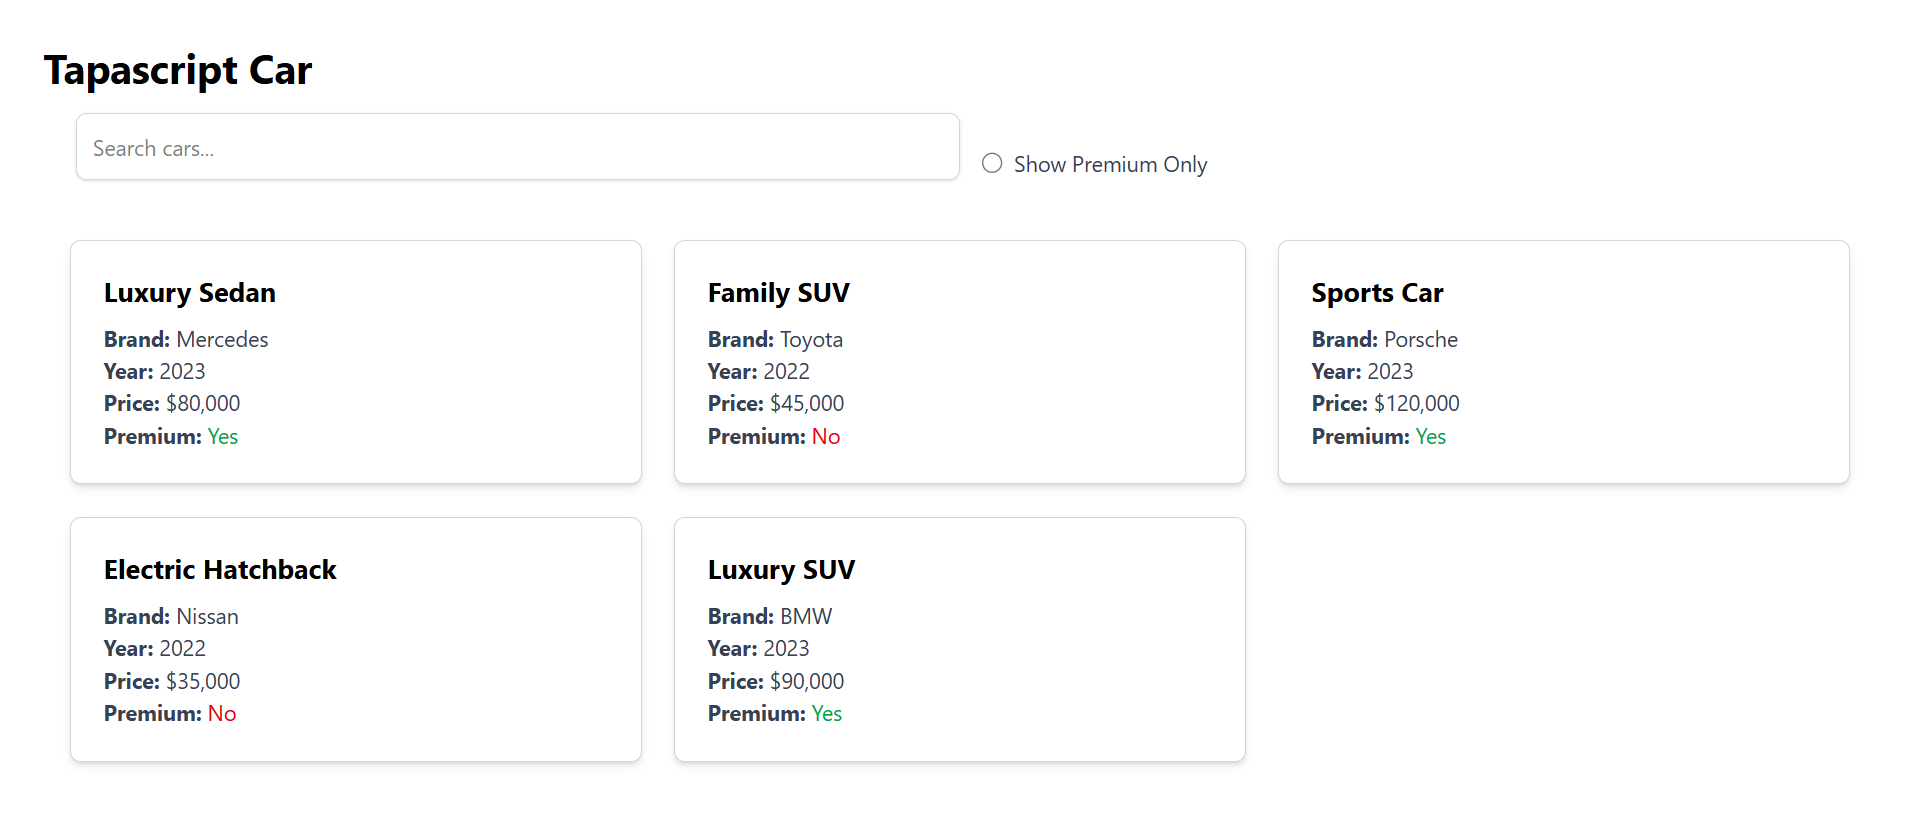 Tapascript Car
Search cars...
Show Premium Only
Luxury Sedan
Brand: Mercedes
Year: 2023
Price: $80,000
Premium: Yes
Family SUV
Brand: Toyota
Year: 2022
Price: $45,000
Premium: No
Sports Car
Brand: Porsche
Year: 2023
Price: $120,000
Premium: Yes
Electric Hatchback
Brand: Nissan
Year: 2022
Price: $35,000
Premium: No
Luxury SUV
Brand: BMW
Year: 2023
Price: $90,000
Premium: Yes